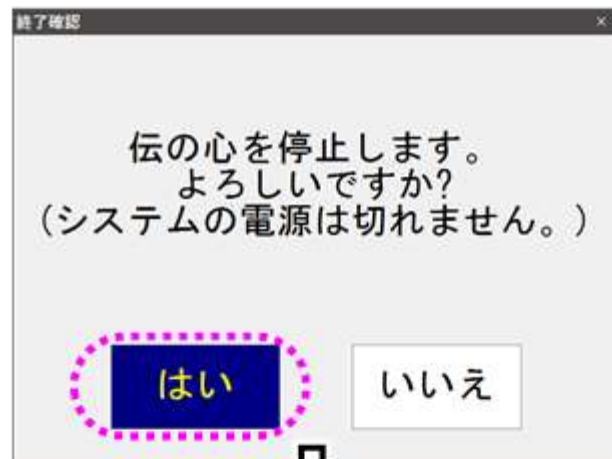 終了確認
伝の心を停止します。
よろしいですか?
(システムの電源は切れません。)
はい
いいえ